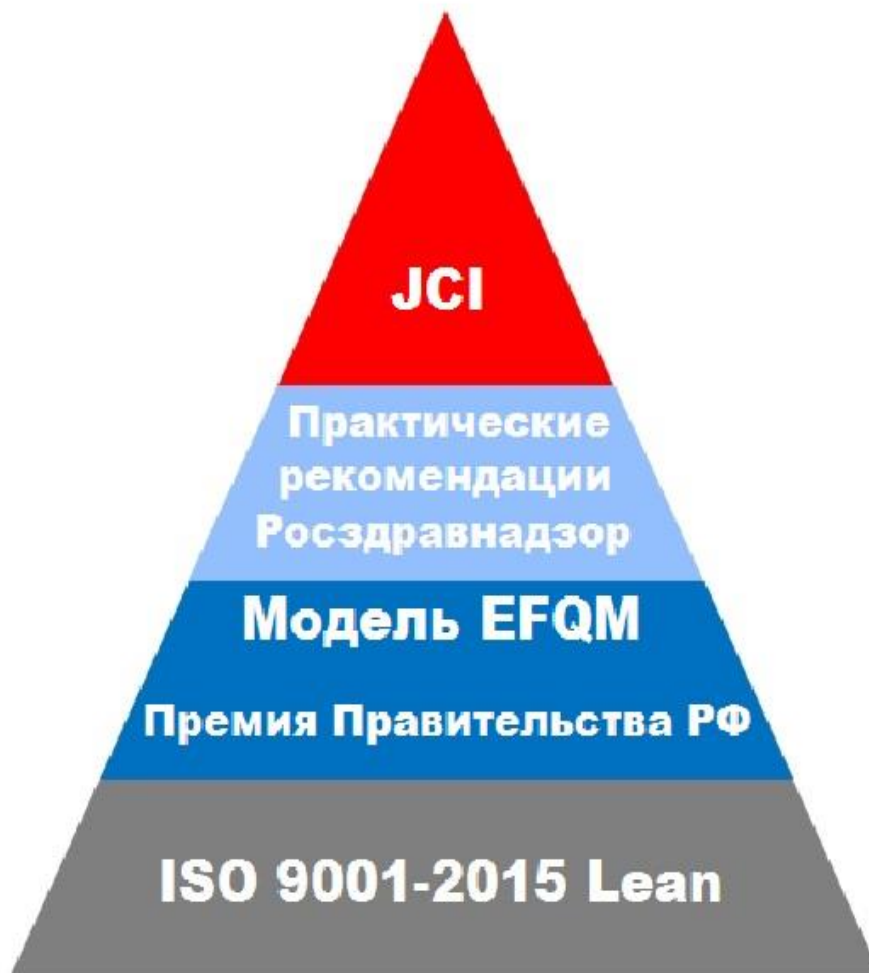 JCI
Практические
рекомендации
Росздравнадзор
Модель EFQM
Премия Правительства РФ
ISO 9001-2015 Lean